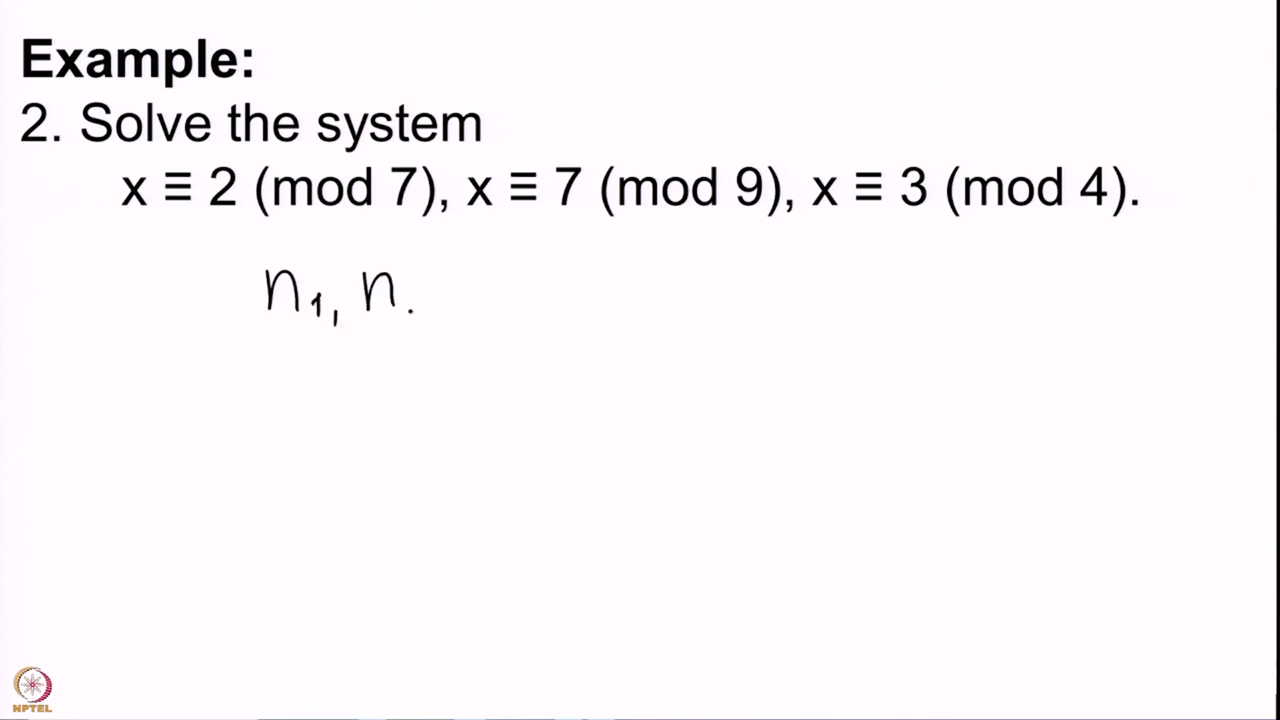 Example:
2. Solve the system
x ≡ 2 (mod 7), x ≡ 7 (mod 9), x ≡ 3 (mod 4).
n₁, n.
NPTEL